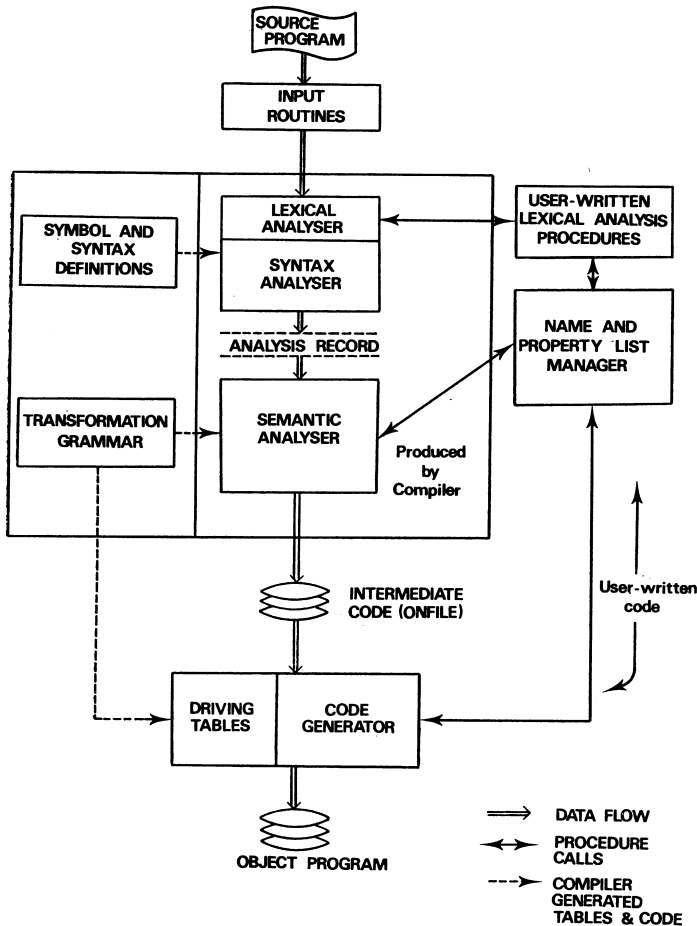 SOURCE
PROGRAM
INPUT
ROUTINES
LEXICAL
ANALYSER
SYNTAX
ANALYSER
SYMBOL AND
SYNTAX
DEFINITIONS
USER-WRITTEN
LEXICAL ANALYSIS
PROCEDURES
ANALYSIS RECORD
NAME AND
PROPERTY LIST
MANAGER
TRANSFORMATION
GRAMMAR
SEMANTIC
ANALYSER
Produced
by
Compiler
INTERMEDIATE
CODE (ONFILE)
User-written
code
DRIVING
TABLES
CODE
GENERATOR
OBJECT PROGRAM
DATA FLOW
PROCEDURE
CALLS
COMPILER
GENERATED
TABLES & CODE